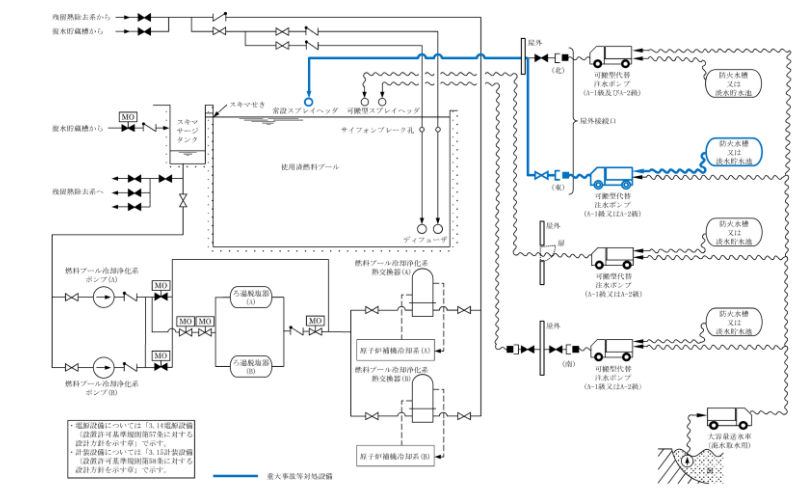 残留熱除去系から
復水貯蔵槽から
屋外
(北)
可搬型代替
注水ポンプ
(A-1級及びA-2級)
防火水槽
又は
淡水貯水池
スキマせき
常設スプレイヘッダ
可搬型スプレイヘッダ
屋外接続口
MO
復水貯蔵槽から
スキマ
サージ
タンク
サイフォンブレーク孔
使用済燃料プール
防火水槽
又は
淡水貯水池
残留熱除去系へ
(東)
可搬型代替
注水ポンプ
(A-1級又はA-2級)
ディフューザ
屋外
扉
防火水槽
又は
淡水貯水池
可搬型代替
注水ポンプ
(A-1級又はA-2級)
燃料プール冷却浄化系
ポンプ(A)
燃料プール冷却浄化系
熱交換器(A)
MO
ろ過脱塩器
(A)
MO
MO
MO
屋外
防火水槽
又は
淡水貯水池
原子炉補機冷却系(A)
MO
ろ過脱塩器
(B)
(南)
可搬型代替
注水ポンプ
(A-1級又はA-2級)
燃料プール冷却浄化系
ポンプ(B)
燃料プール冷却浄化系
熱交換器(B)
・電源設備については「3.14電源設備
(設置許可基準規則第57条に対する
設計方針を示す章)」で示す。
・計装設備については「3.15計装設備
(設置許可基準規則第58条に対する
設計方針を示す章)」で示す。
原子炉補機冷却系(B)
大容量送水車
(海水取水用)
重大事故等対処設備